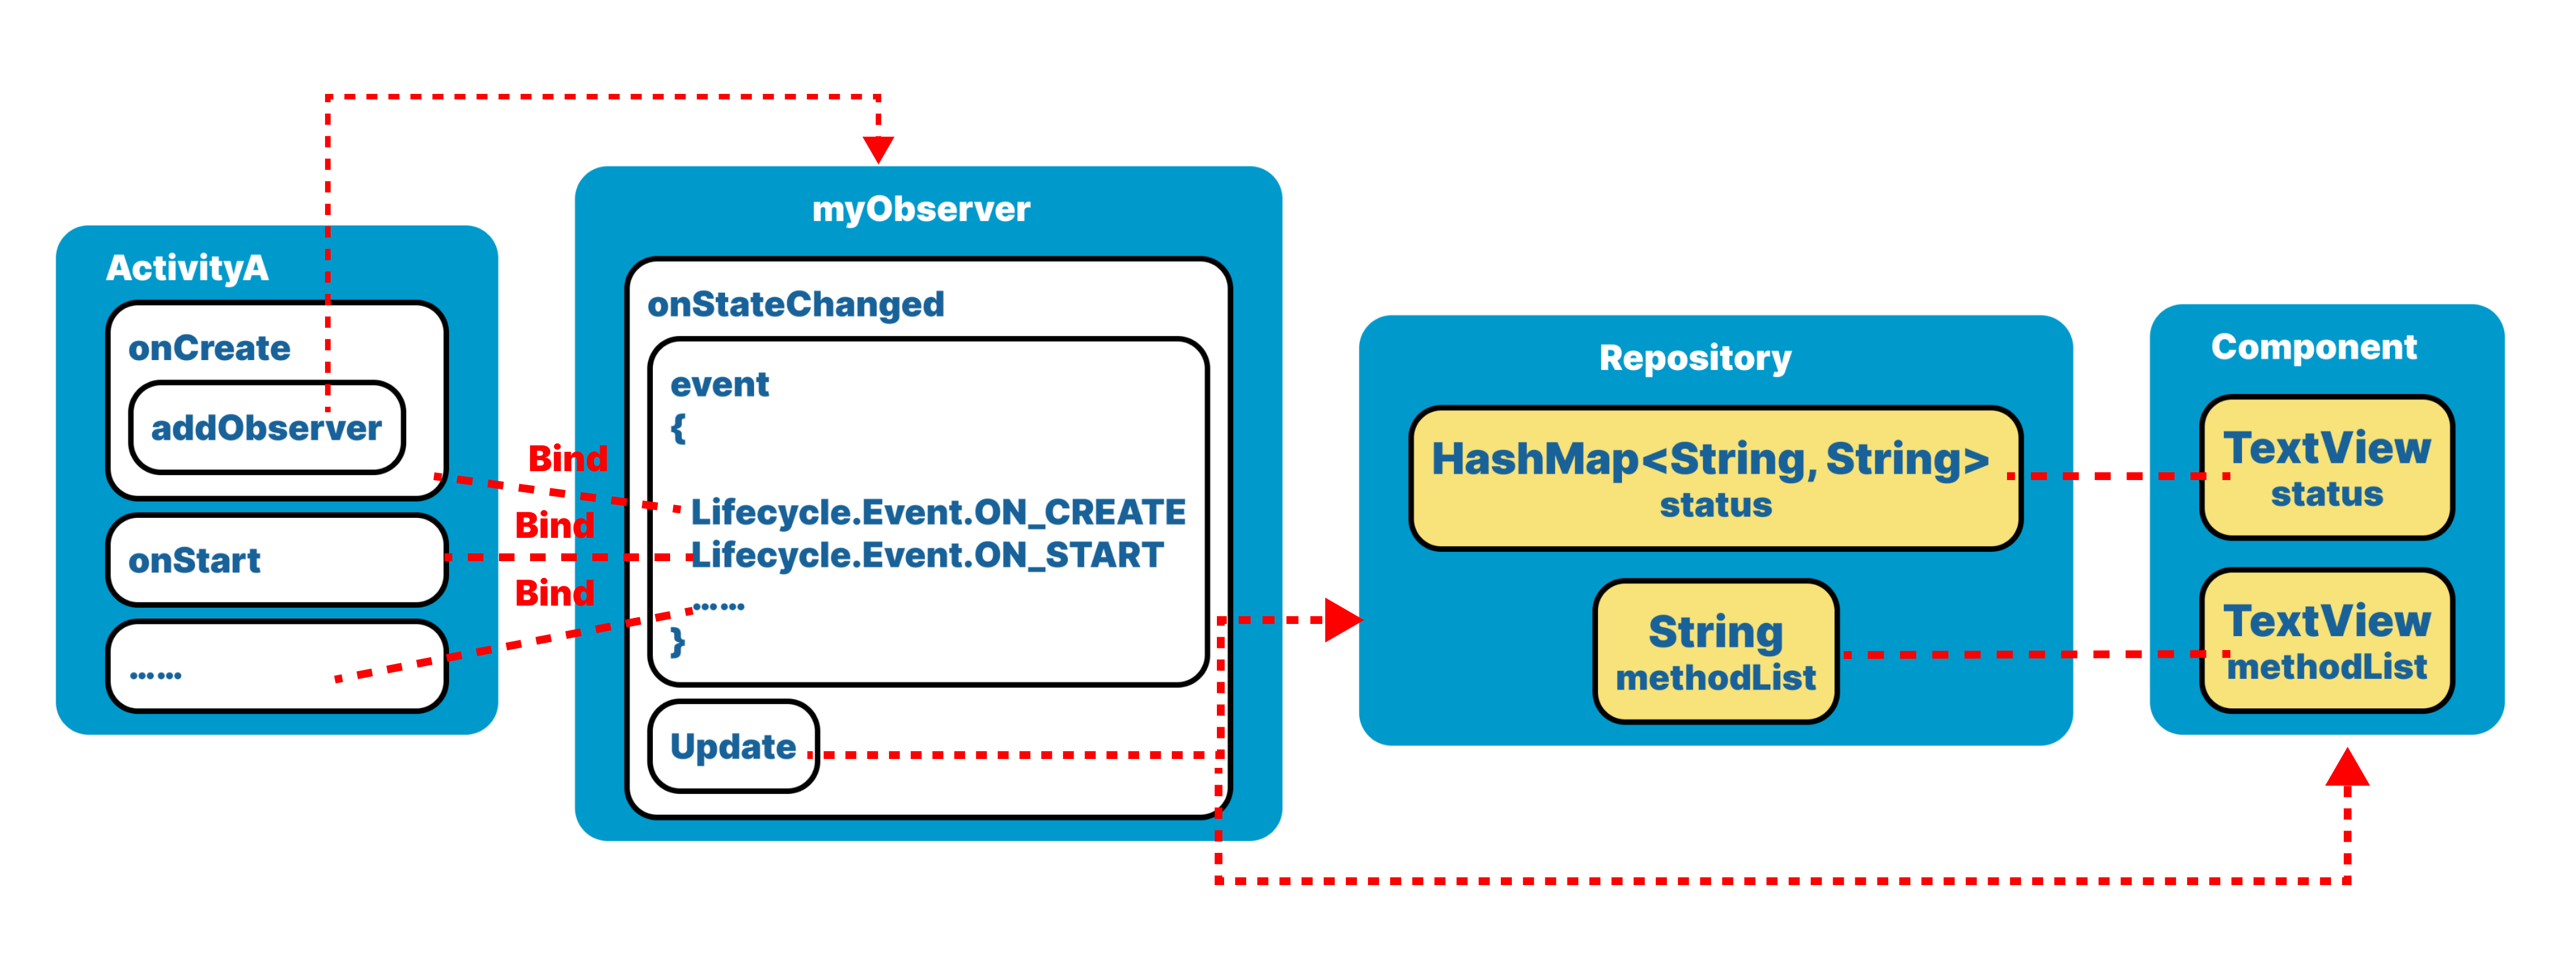 ActivityA
onCreate
addObserver
onStart
......
Bind
Bind
Bind
myObserver
onStateChanged
event
{
Lifecycle.Event.ON_CREATE
Lifecycle.Event.ON_START
......
}
Update
Repository
HashMap<String, String>
status
String
methodList
Component
TextView
status
TextView
methodList